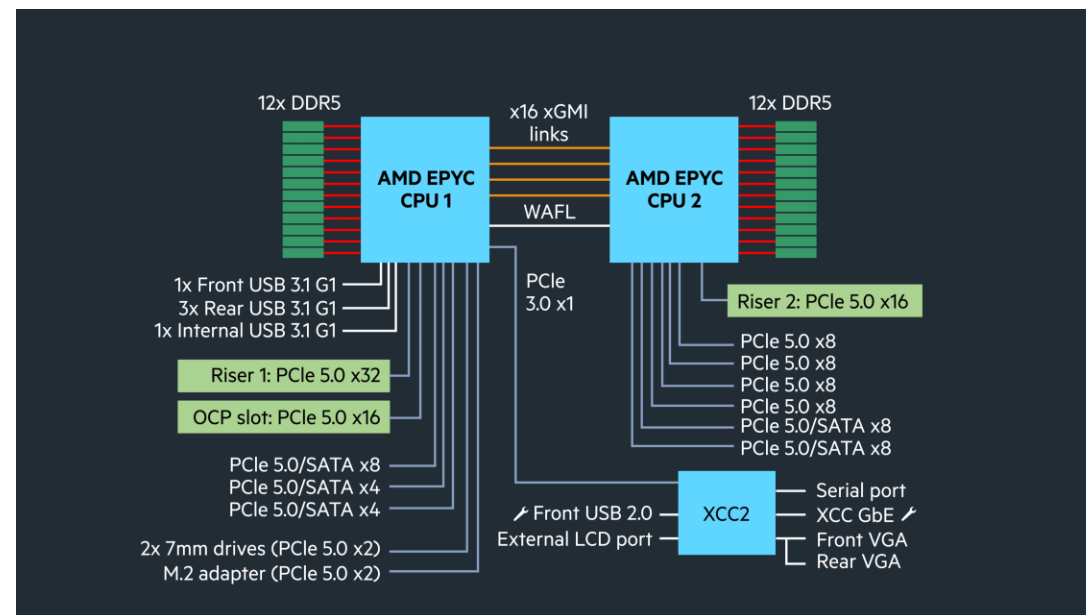 12x DDR5
x16 xGMI
links
12x DDR5
AMD EPYC
CPU 1
AMD EPYC
CPU 2
WAFL
1x Front USB 3.1 G1
3x Rear USB 3.1 G1
1x Internal USB 3.1 G1
PCIe
3.0 x1
Riser 2: PCIe 5.0 x16
Riser 1: PCIe 5.0 x32
OCP slot: PCIe 5.0 x16
PCIe 5.0 x8
PCIe 5.0 x8
PCIe 5.0 x8
PCIe 5.0 x8
PCIe 5.0/SATA x8
PCIe 5.0/SATA x8
PCIe 5.0/SATA x8
PCIe 5.0/SATA x4
PCIe 5.0/SATA x4
2x 7mm drives (PCIe 5.0 x2)
M.2 adapter (PCIe 5.0 x2)
Front USB 2.0
External LCD port
XCC2
Serial port
XCC GbE
Front VGA
Rear VGA